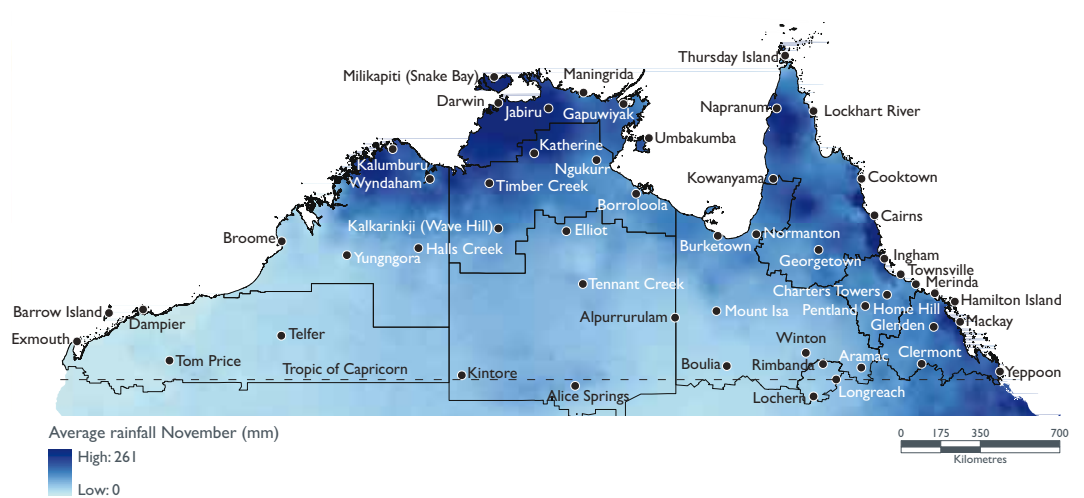 Thursday Island
Milikapiti (Snake Bay)
Maningrida
Darwin
Jabiru
Gapuwiyak
Napranum
Lockhart River
Umbakumba
Katherine
Kalumburu
Ngukurr
Wyndaham
Timber Creek
Kowanyama
Cooktown
Borroloola
Cairns
Kalkarinkji (Wave Hill)
Elliot
Normanton
Broome
Halls Creek
Burketown
Yungngora
Georgetown
Ingham
Townsville
Tennant Creek
Merinda
Charters Towers
Hamilton Island
Barrow Island
Mount Isa
Pentland
Home Hill
Dampier
Alpurrurulam
Mackay
Glenden
Exmouth
Telfer
Winton
Clermont
Tom Price
Aramac
Boulia
Rimbanda
Tropic of Capricorn
Kintore
Yeppoon
Alice Springs
Longreach
Lochern
Average rainfall November (mm)
High: 261
Low: 0
0 175 350 700
Kilometres